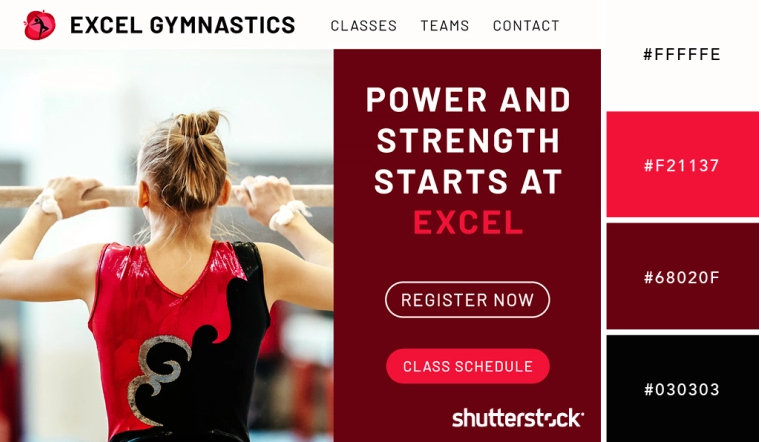 EXCEL GYMNASTICS
CLASSES TEAMS CONTACT
POWER AND
STRENGTH
STARTS AT
EXCEL
REGISTER NOW
CLASS SCHEDULE
shutterstock
#FFFFFE
#F21137
#68020F
#030303